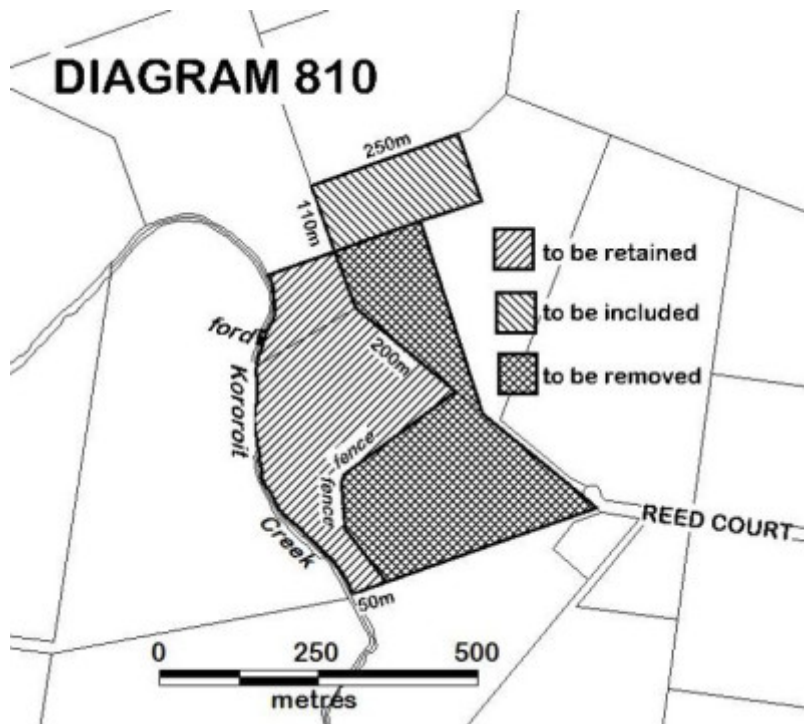 DIAGRAM 810
250m
110m
to be retained
to be included
to be removed
ford
200m
Kororoit
Creek
fence
fence
REED COURT
50m
0 250 500
metres